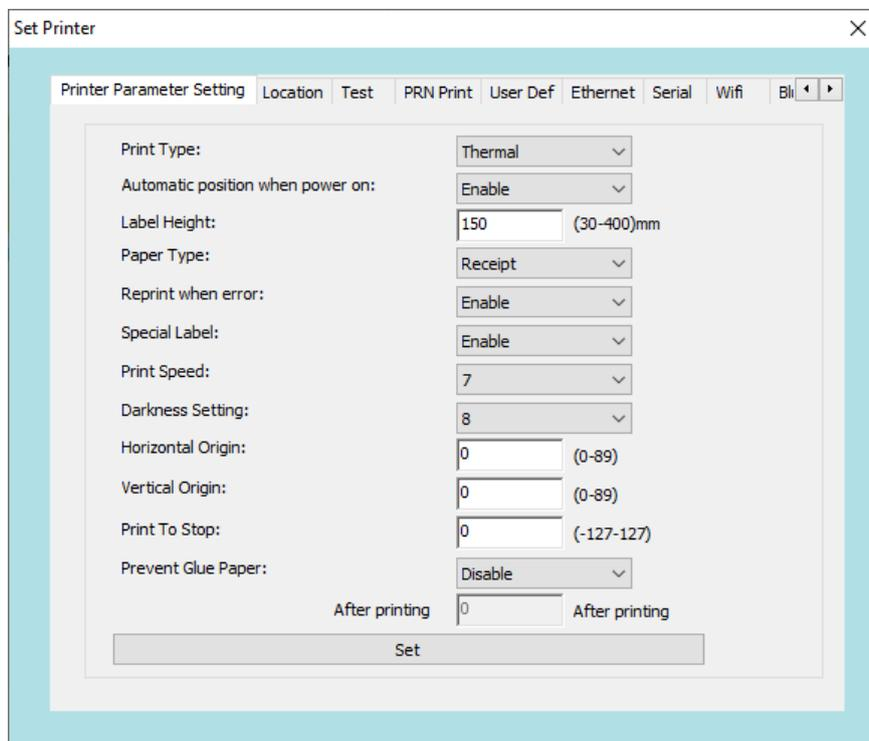 Set Printer
Printer Parameter Setting Location Test PRN Print User Def Ethernet Serial Wifi
Print Type: Thermal
Automatic position when power on: Enable
Label Height: 150 (30-400)mm
Paper Type: Receipt
Reprint when error: Enable
Special Label: Enable
Print Speed: 7
Darkness Setting: 8
Horizontal Origin: 0 (0-89)
Vertical Origin: 0 (0-89)
Print To Stop: 0 (-127-127)
Prevent Glue Paper: Disable
After printing 0 After printing
Set